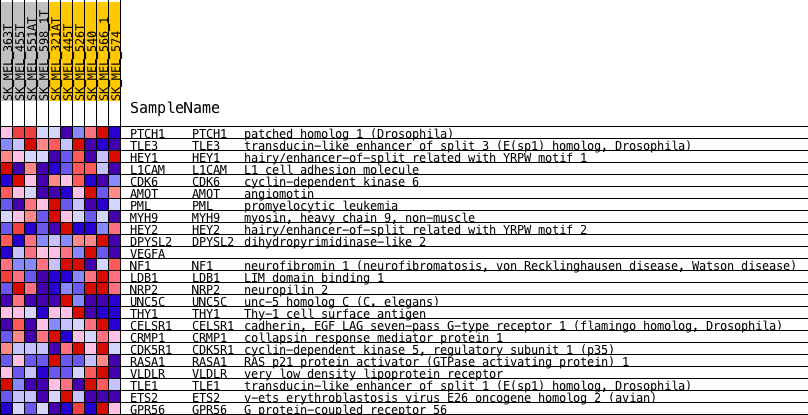 SK_MEL_363T
SK_MEL_455T
SK_MEL_551AT
SK_MEL_598_1T
SK_MEL_321AT
SK_MEL_445T
SK_MEL_526T
SK_MEL_540
SK_MEL_566_1
SK_MEL_574
SampleName
PTCH1 PTCH1 patched homolog 1 (Drosophila)
TLE3 TLE3 transducin-like enhancer of split 3 (E(sp1) homolog, Drosophila)
HEY1 HEY1 hairy/enhancer-of-split related with YRPW motif 1
L1CAM L1CAM L1 cell adhesion molecule
CDK6 CDK6 cyclin-dependent kinase 6
AMOT AMOT angiomotin
PML PML promyelocytic leukemia
MYH9 MYH9 myosin, heavy chain 9, non-muscle
HEY2 HEY2 hairy/enhancer-of-split related with YRPW motif 2
DPYSL2 DPYSL2 dihydropyrimidinase-like 2
VEGFA
NF1 NF1 neurofibromin 1 (neurofibromatosis, von Recklinghausen disease, Watson disease)
LDB1 LDB1 LIM domain binding 1
NRP2 NRP2 neuropilin 2
UNC5C UNC5C unc-5 homolog C (C. elegans)
THY1 THY1 Thy-1 cell surface antigen
CELSR1 CELSR1 cadherin, EGF LAG seven-pass G-type receptor 1 (flamingo homolog, Drosophila)
CRMP1 CRMP1 collapsin response mediator protein 1
CDK5R1 CDK5R1 cyclin-dependent kinase 5, regulatory subunit 1 (p35)
RASA1 RASA1 RAS p21 protein activator (GTPase activating protein) 1
VLDLR VLDLR very low density lipoprotein receptor
TLE1 TLE1 transducin-like enhancer of split 1 (E(sp1) homolog, Drosophila)
ETS2 ETS2 v-ets erythroblastosis virus E26 oncogene homolog 2 (avian)
GPR56 GPR56 G protein-coupled receptor 56